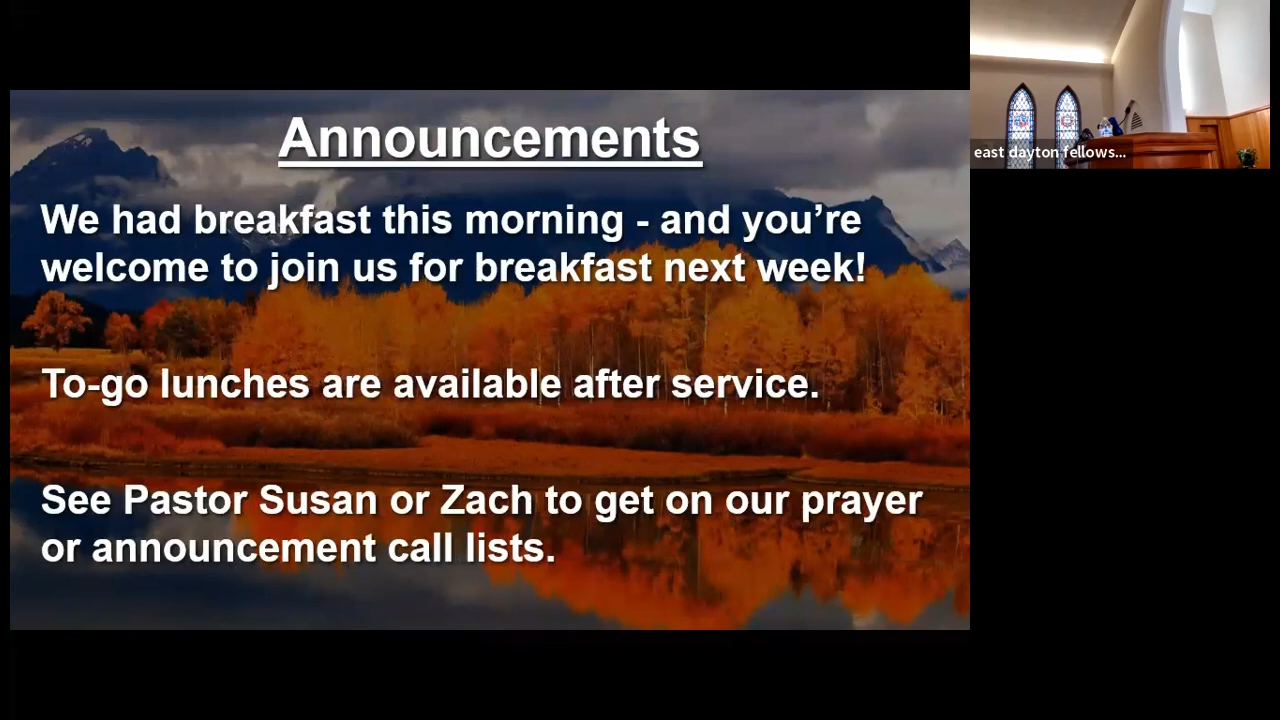 Announcements
We had breakfast this morning - and you’re
welcome to join us for breakfast next week!
To-go lunches are available after service.
See Pastor Susan or Zach to get on our prayer
or announcement call lists.
east dayton fellows...